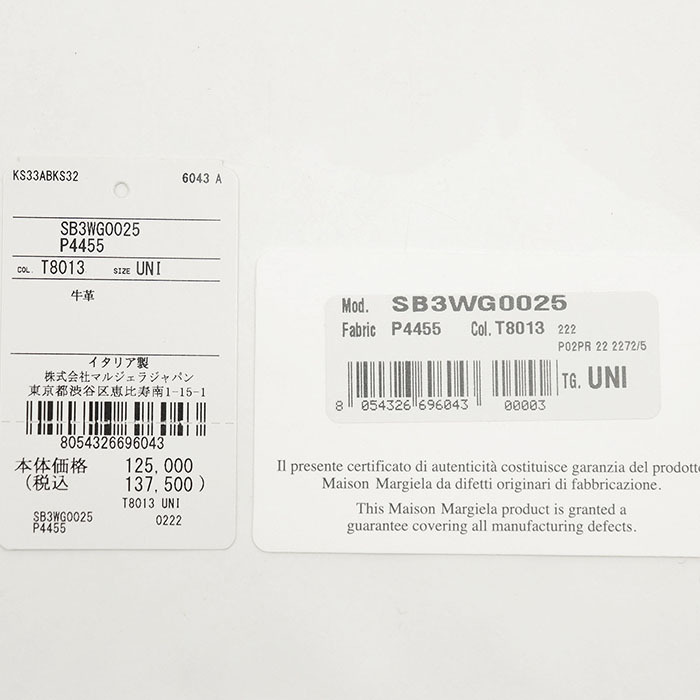 KS33ABKS32 6043 A
SB3WG0025
P4455
COL. T8013 SIZE UNI
牛革
イタリア製
株式会社マルジェラジャパン
東京都渋谷区恵比寿南1-15-1
8054326696043
本体価格 125,000
(税込 137,500 )
T8013 UNI
SB3WG0025 0222
P4455
Mod. SB3WG0025
Fabric P4455 Col. T8013 222
P02PR 22 2272/5
TG. UNI
8 054326 696043 00003
Il presente certificato di autenticità costituisce garanzia del prodotto
Maison Margiela da difetti originari di fabbricazione.
This Maison Margiela product is granted a
guarantee covering all manufacturing defects.